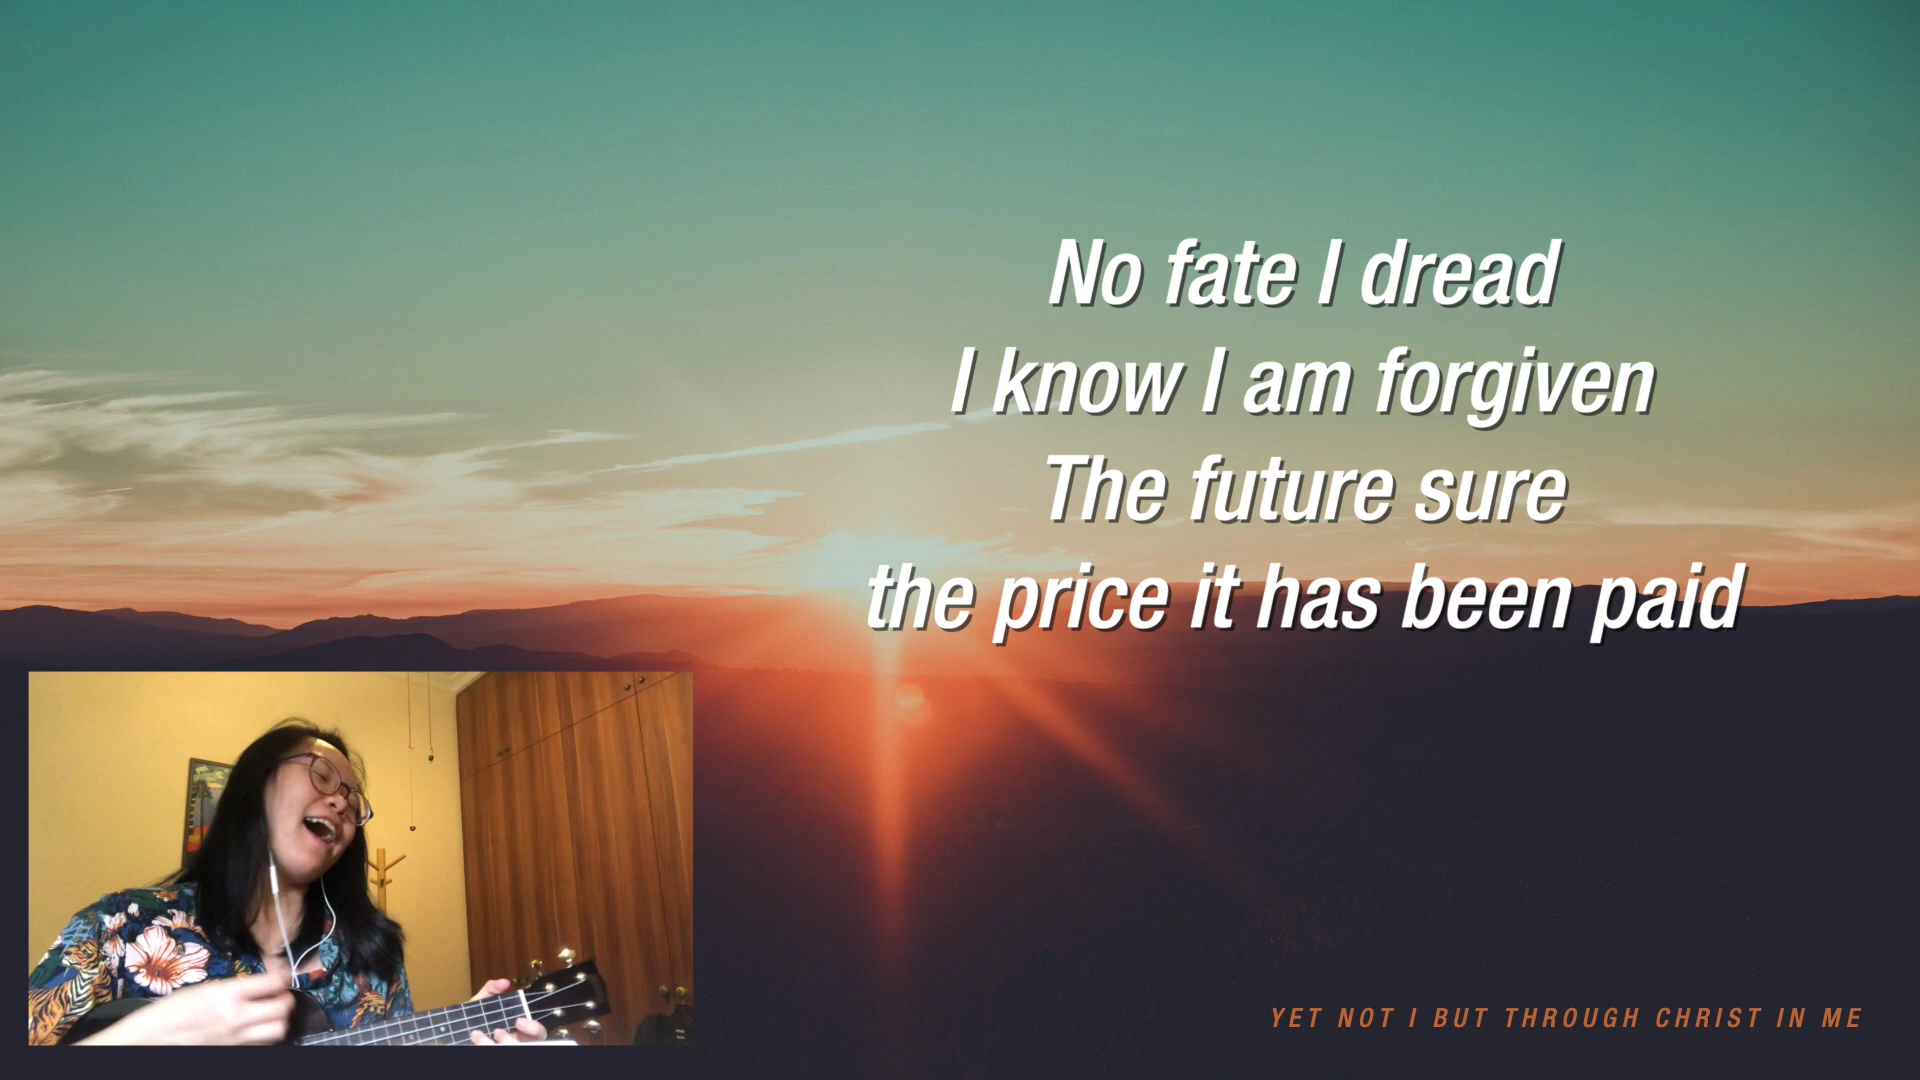 No fate I dread
I know I am forgiven
The future sure
the price it has been paid
YET NOT I BUT THROUGH CHRIST IN ME